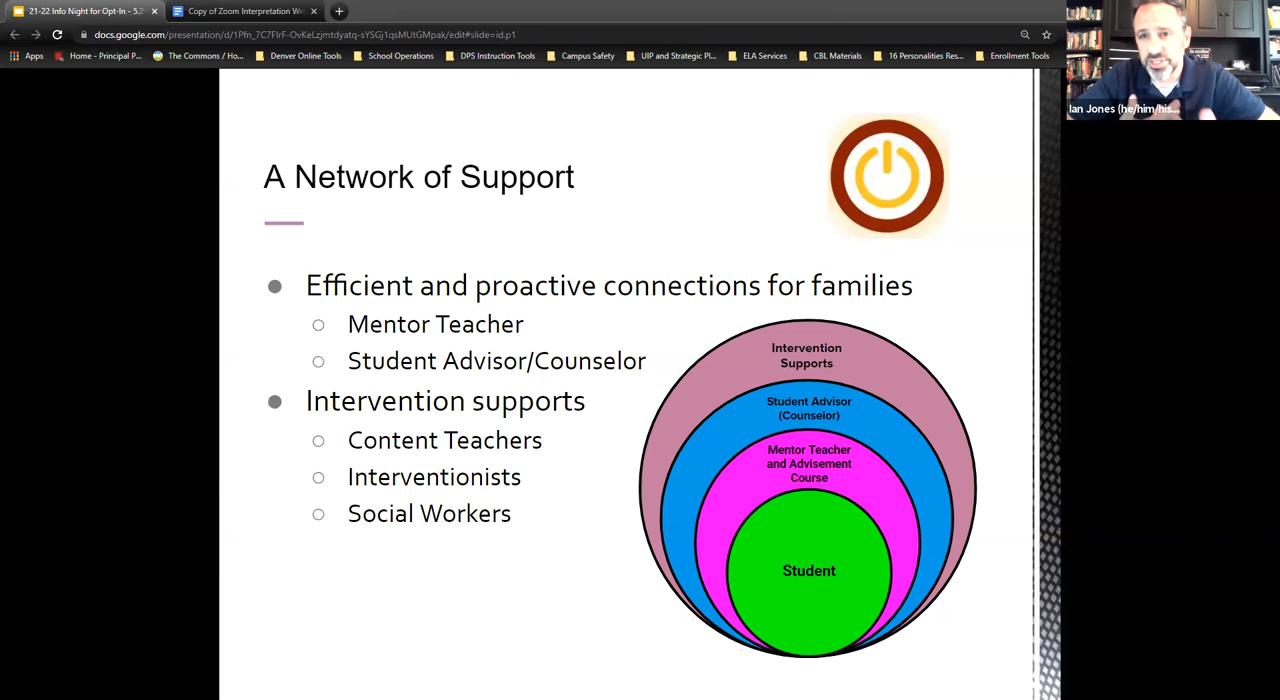 21-22 Info Night for Opt-In - 5.2
Copy of Zoom Interpretation We
docs.google.com/presentation/d/1Pfn_7C7FIrF-OvKeLzjmtdyatq-sYSGj1qsMUtGMpak/edit#slide=id.p1
Apps
Home - Principal P...
The Commons / Ho...
Denver Online Tools
School Operations
DPS Instruction Tools
Campus Safety
UIP and Strategic Pl...
ELA Services
CBL Materials
16 Personalities Res...
Enrollment Tools
Ian Jones (he/him/his...
A Network of Support
Efficient and proactive connections for families
Mentor Teacher
Student Advisor/Counselor
Intervention supports
Content Teachers
Interventionists
Social Workers
Intervention
Supports
Student Advisor
(Counselor)
Mentor Teacher
and Advisement
Course
Student